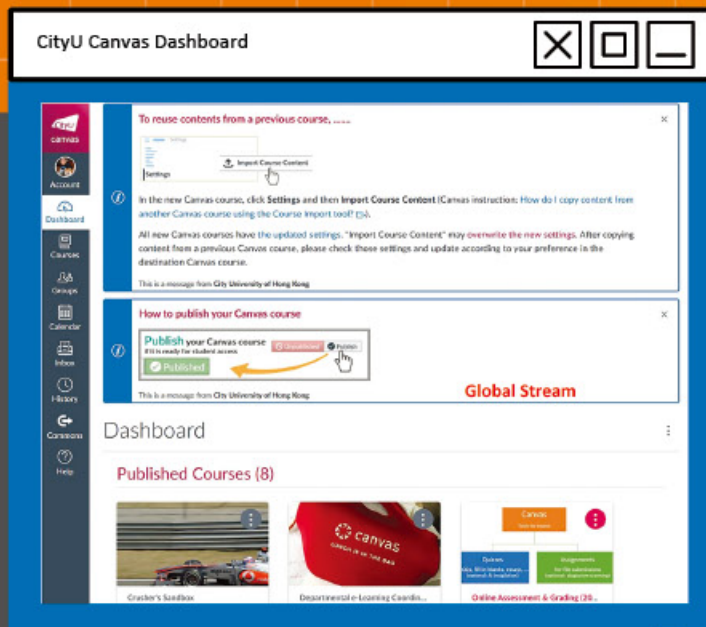 CityU Canvas Dashboard
CityU
canvas
Account
Dashboard
Courses
Groups
Calendar
Inbox
History
Commons
Help
To reuse contents from a previous course, ......
Settings
Import Course Content
In the new Canvas course, click Settings and then Import Course Content (Canvas instruction: How do I copy content from
another Canvas course using the Course Import tool?).
All new Canvas courses have the updated settings. "Import Course Content" may overwrite the new settings. After copying
content from a previous Canvas course, please check those settings and update according to your preference in the
destination Canvas course.
This is a message from City University of Hong Kong
How to publish your Canvas course
Publish your Canvas course
If it is ready for student access
Unpublished
Publish
Published
This is a message from City University of Hong Kong
Global Stream
Dashboard
Published Courses (8)
canvas
Canvas
Quizzes
Assignments
Crusher's Sandbox
Departmental e-Learning Coordin...
Online Assessment & Grading (20...